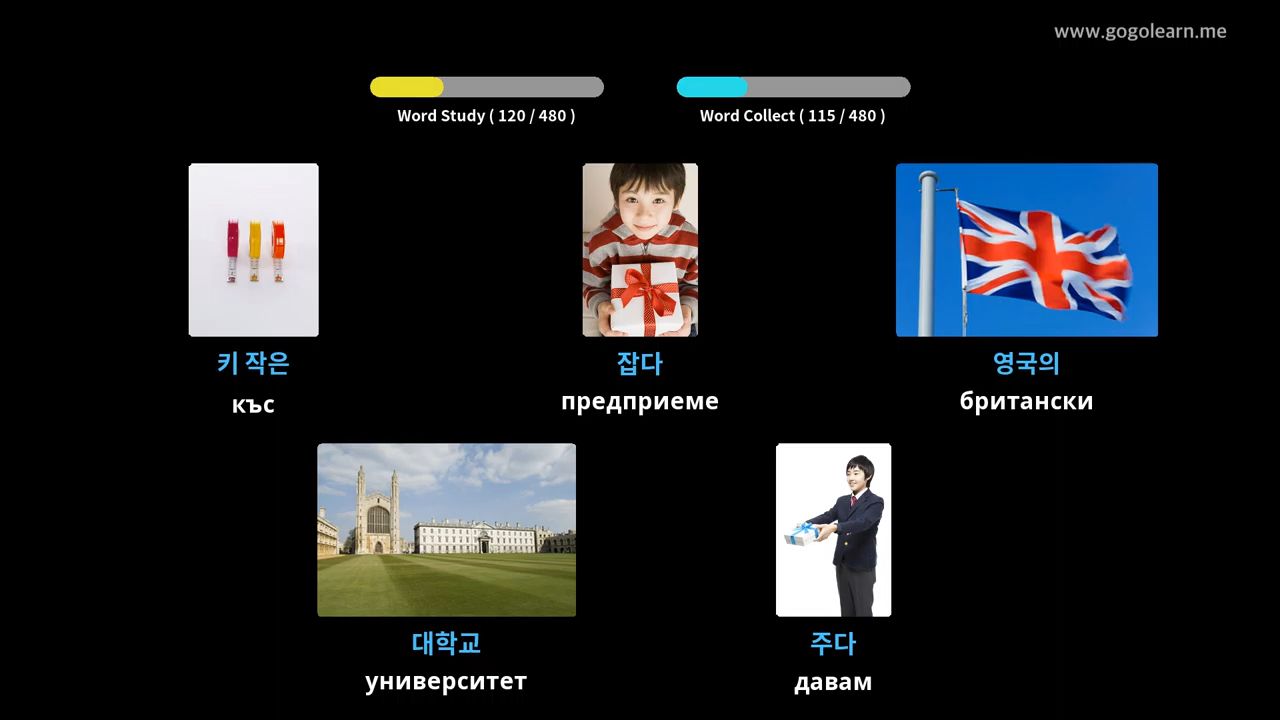 www.gogolearn.me
Word Study ( 120 / 480 )
Word Collect ( 115 / 480 )
키 작은
къс
잡다
предприеме
영국의
британски
대학교
университет
주다
давам